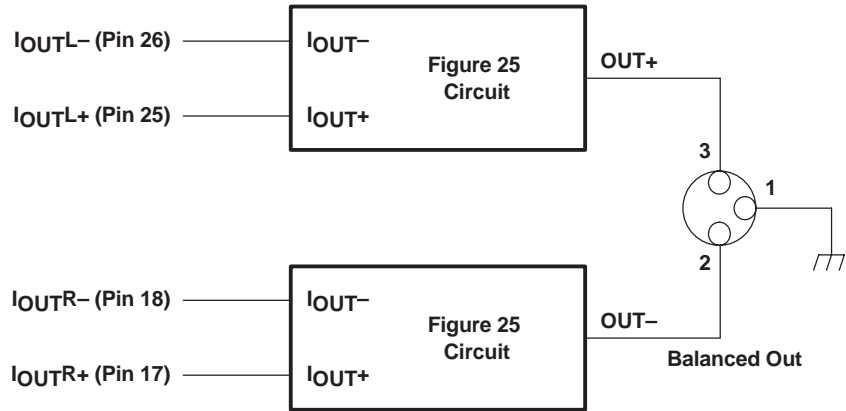 IOUTL– (Pin 26)
IOUT–
Figure 25
Circuit
OUT+
IOUTL+ (Pin 25)
IOUT+
3
1
2
IOUTR– (Pin 18)
IOUT–
Figure 25
Circuit
OUT–
Balanced Out
IOUTR+ (Pin 17)
IOUT+